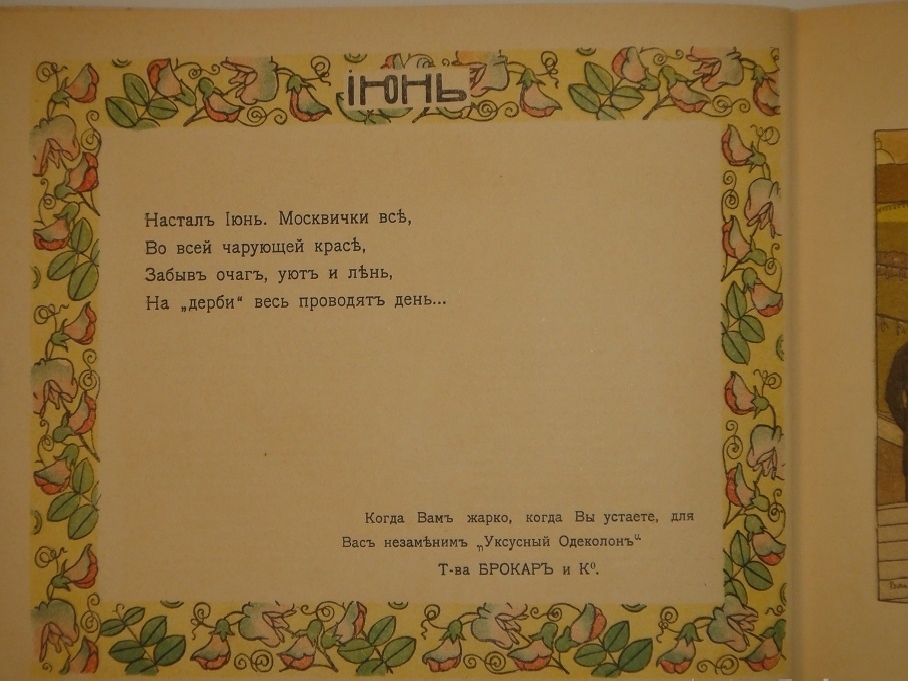 іюнь
Насталъ Іюнь. Москвички всѣ,
Во всей чарующей красѣ,
Забывъ очагъ, уютъ и лѣнь,
На „дерби“ весь проводятъ день...
Когда Вамъ жарко, когда Вы устаете, для
Васъ незамѣнимъ „Уксусный Одеколонъ“
Т-ва БРОКАРЪ и Кº.